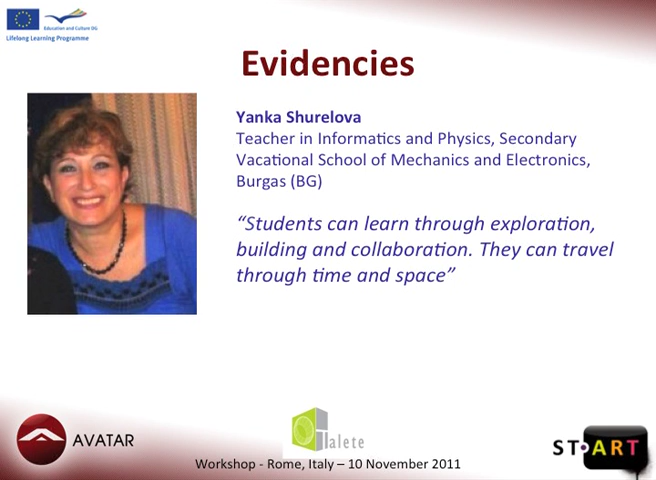 Education and Culture DG
Lifelong Learning Programme
Evidencies
Yanka Shurelova
Teacher in Informatics and Physics, Secondary
Vacational School of Mechanics and Electronics,
Burgas (BG)
“Students can learn through exploration,
building and collaboration. They can travel
through time and space”
AVATAR
Talete
ST.ART
Workshop - Rome, Italy – 10 November 2011